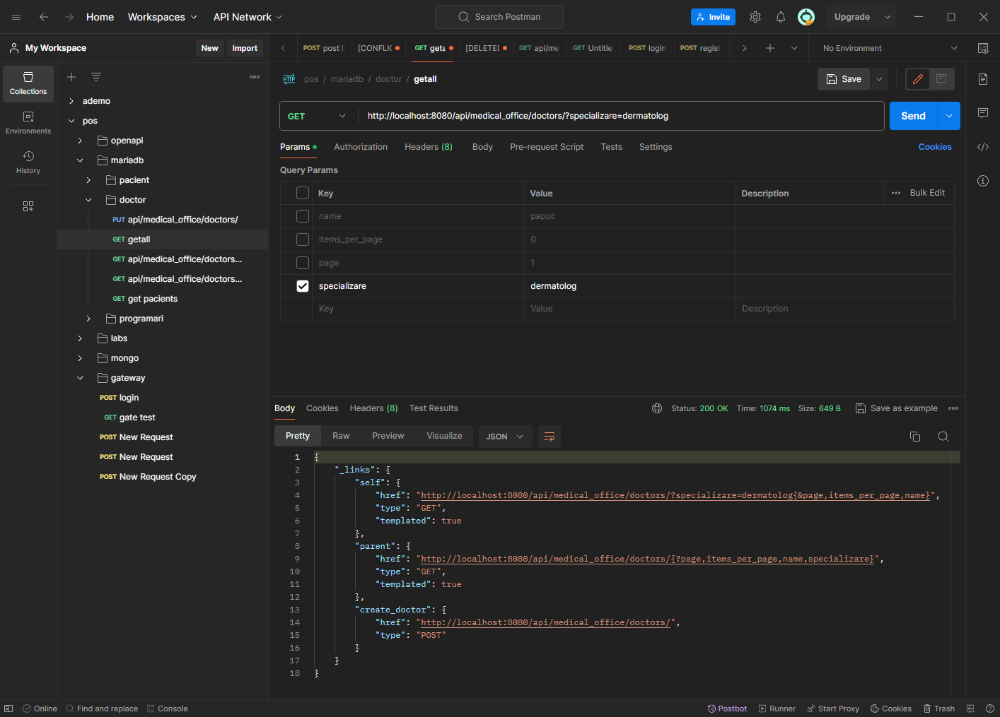 Home Workspaces API Network Search Postman Invite Upgrade
My Workspace New Import
POST post [CONFLIC GET geta [DELETE GET api/me GET Untitle POST login POST regist No Environment
Collections
Environments
History
ademo
pos
openapi
mariadb
pacient
doctor
PUT api/medical_office/doctors/
GET getall
GET api/medical_office/doctors...
GET api/medical_office/doctors...
GET get pacients
programari
labs
mongo
gateway
POST login
GET gate test
POST New Request
POST New Request
POST New Request Copy
HTTP pos / mariadb / doctor / getall Save
GET http://localhost:8080/api/medical_office/doctors/?specializare=dermatolog Send
Params Authorization Headers (8) Body Pre-request Script Tests Settings Cookies
Query Params
Key Value Description Bulk Edit
name papuc
items_per_page 0
page 1
specializare dermatolog
Key Value Description
Body Cookies Headers (8) Test Results Status: 200 OK Time: 1074 ms Size: 649 B Save as example
Pretty Raw Preview Visualize JSON
1 {
2 "_links": {
3 "self": {
4 "href": "http://localhost:8080/api/medical_office/doctors/?specializare=dermatolog{&page,items_per_page,name}",
5 "type": "GET",
6 "templated": true
7 },
8 "parent": {
9 "href": "http://localhost:8080/api/medical_office/doctors/{?page,items_per_page,name,specializare}",
10 "type": "GET",
11 "templated": true
12 },
13 "create_doctor": {
14 "href": "http://localhost:8080/api/medical_office/doctors/",
15 "type": "POST"
16 }
17 }
18 }
Online Find and replace Console Postbot Runner Start Proxy Cookies Trash